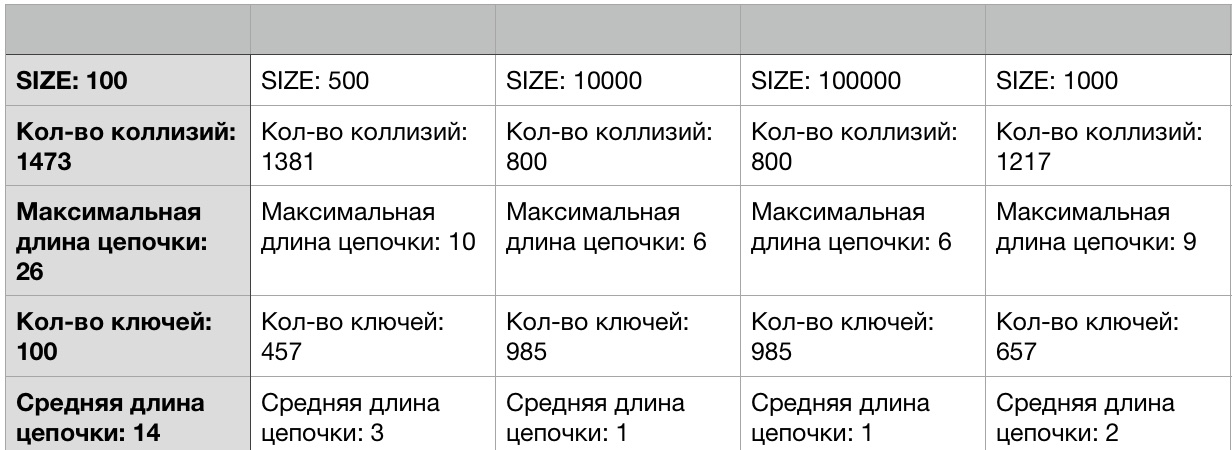 SIZE: 100
SIZE: 500
SIZE: 10000
SIZE: 100000
SIZE: 1000
Кол-во коллизий:
1473
Кол-во коллизий:
1381
Кол-во коллизий:
800
Кол-во коллизий:
800
Кол-во коллизий:
1217
Максимальная
длина цепочки:
26
Максимальная
длина цепочки: 10
Максимальная
длина цепочки: 6
Максимальная
длина цепочки: 6
Максимальная
длина цепочки: 9
Кол-во ключей:
100
Кол-во ключей:
457
Кол-во ключей:
985
Кол-во ключей:
985
Кол-во ключей:
657
Средняя длина
цепочки: 14
Средняя длина
цепочки: 3
Средняя длина
цепочки: 1
Средняя длина
цепочки: 1
Средняя длина
цепочки: 2